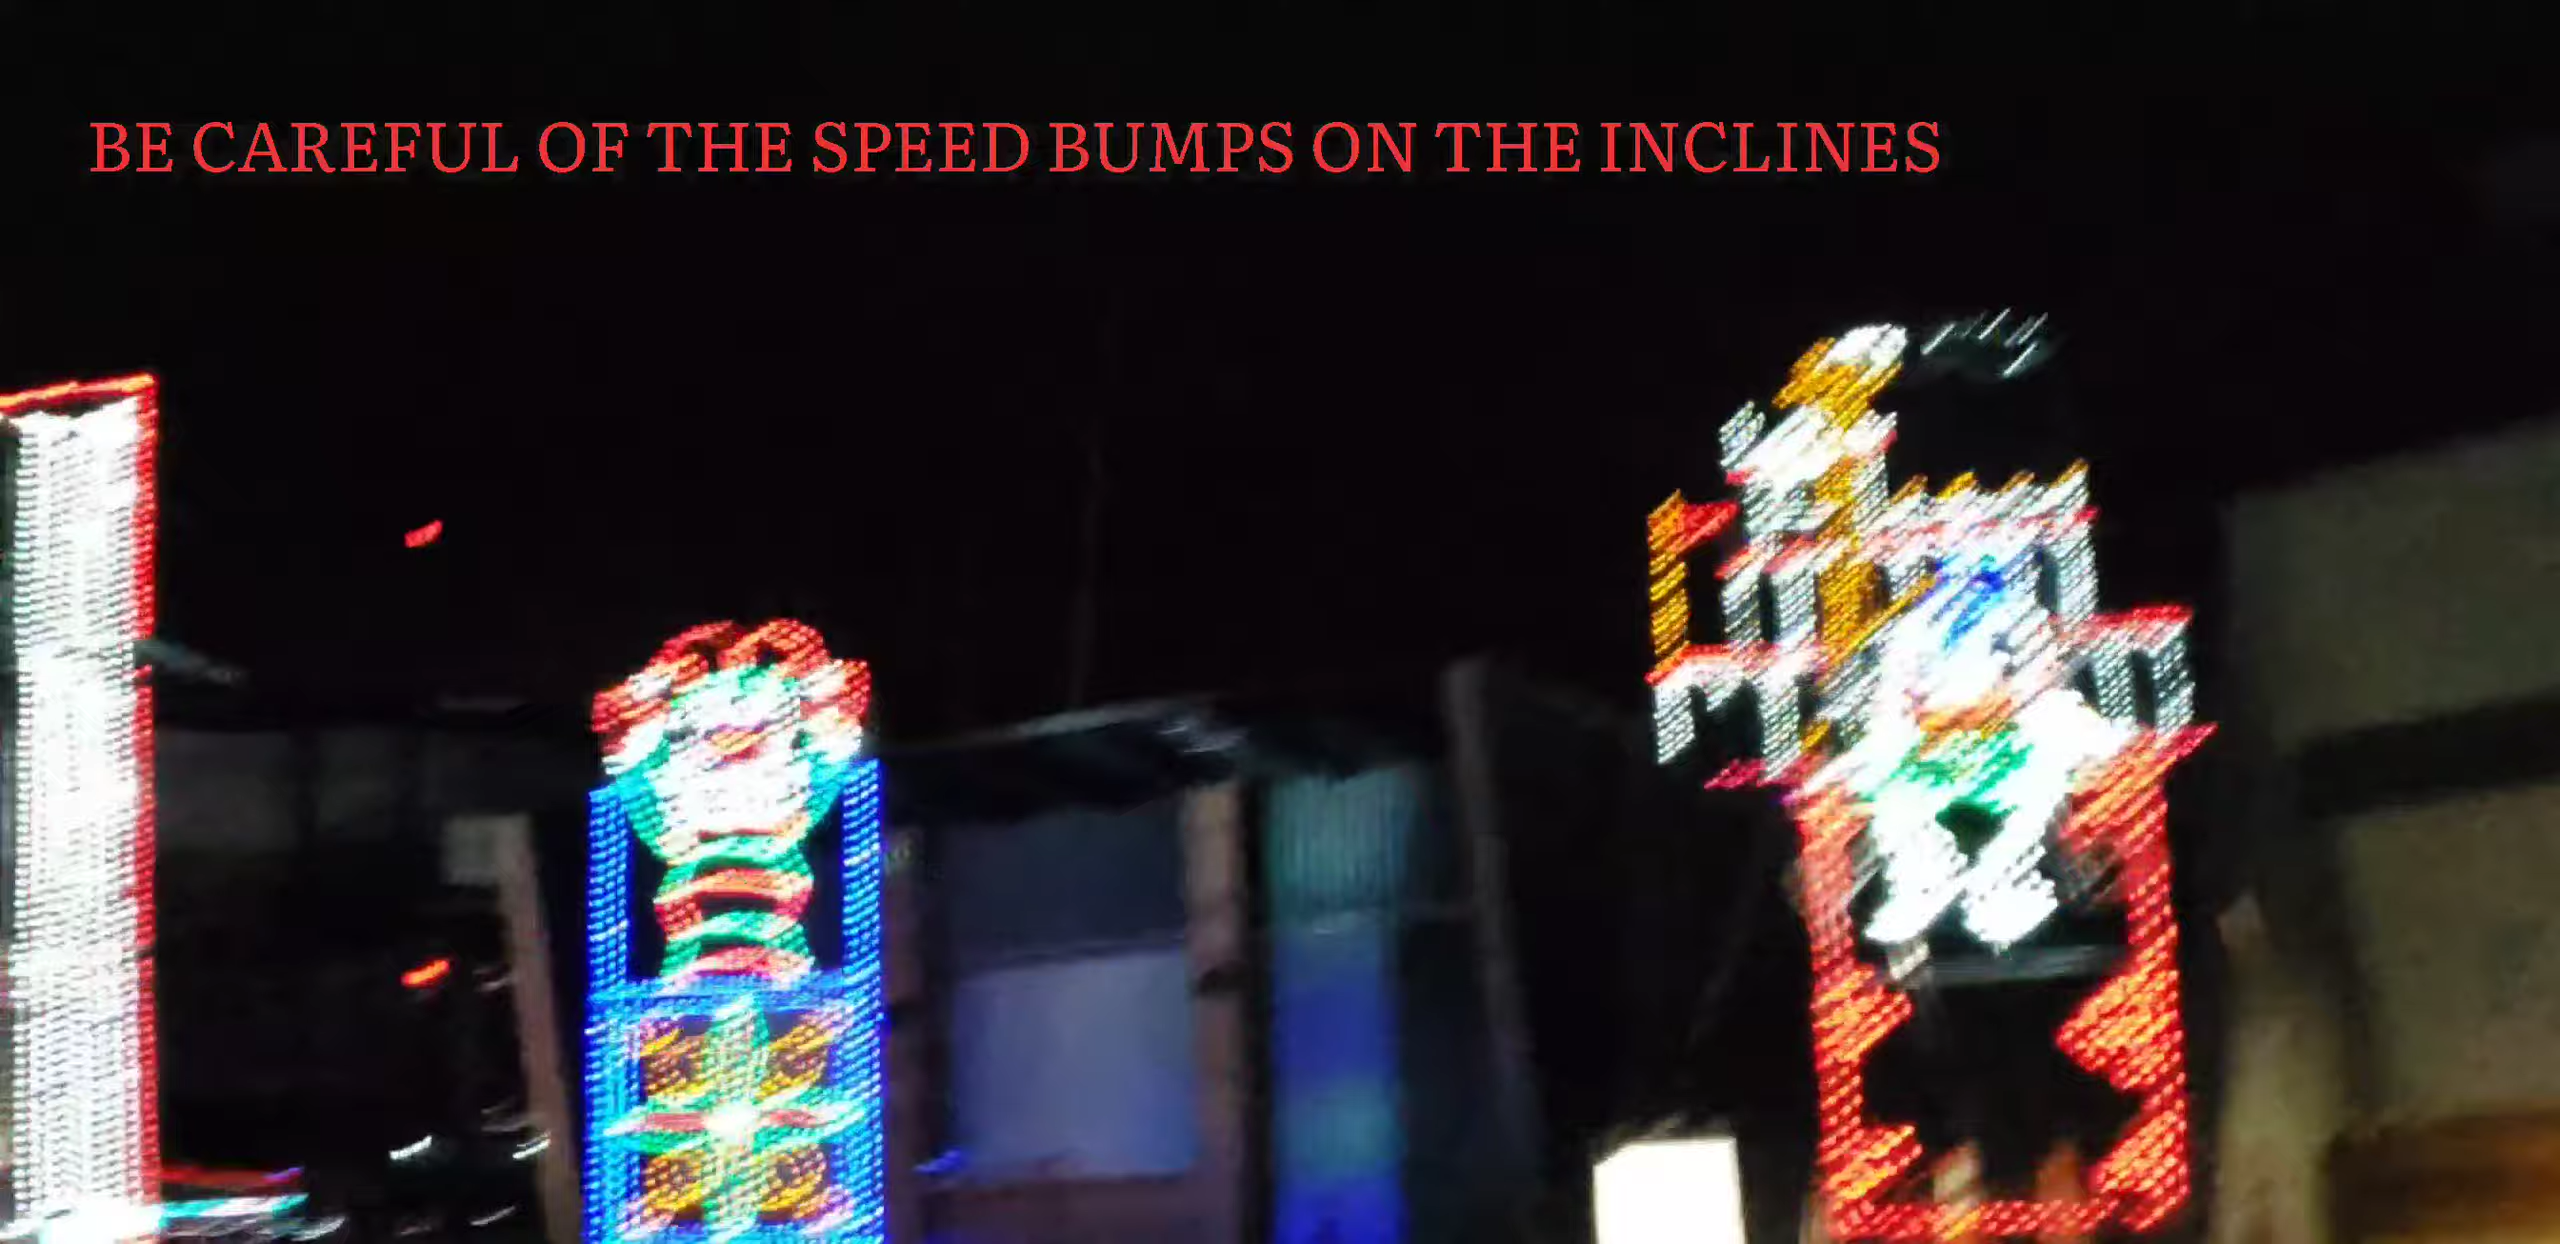 BE CAREFUL OF THE SPEED BUMPS ON THE INCLINES